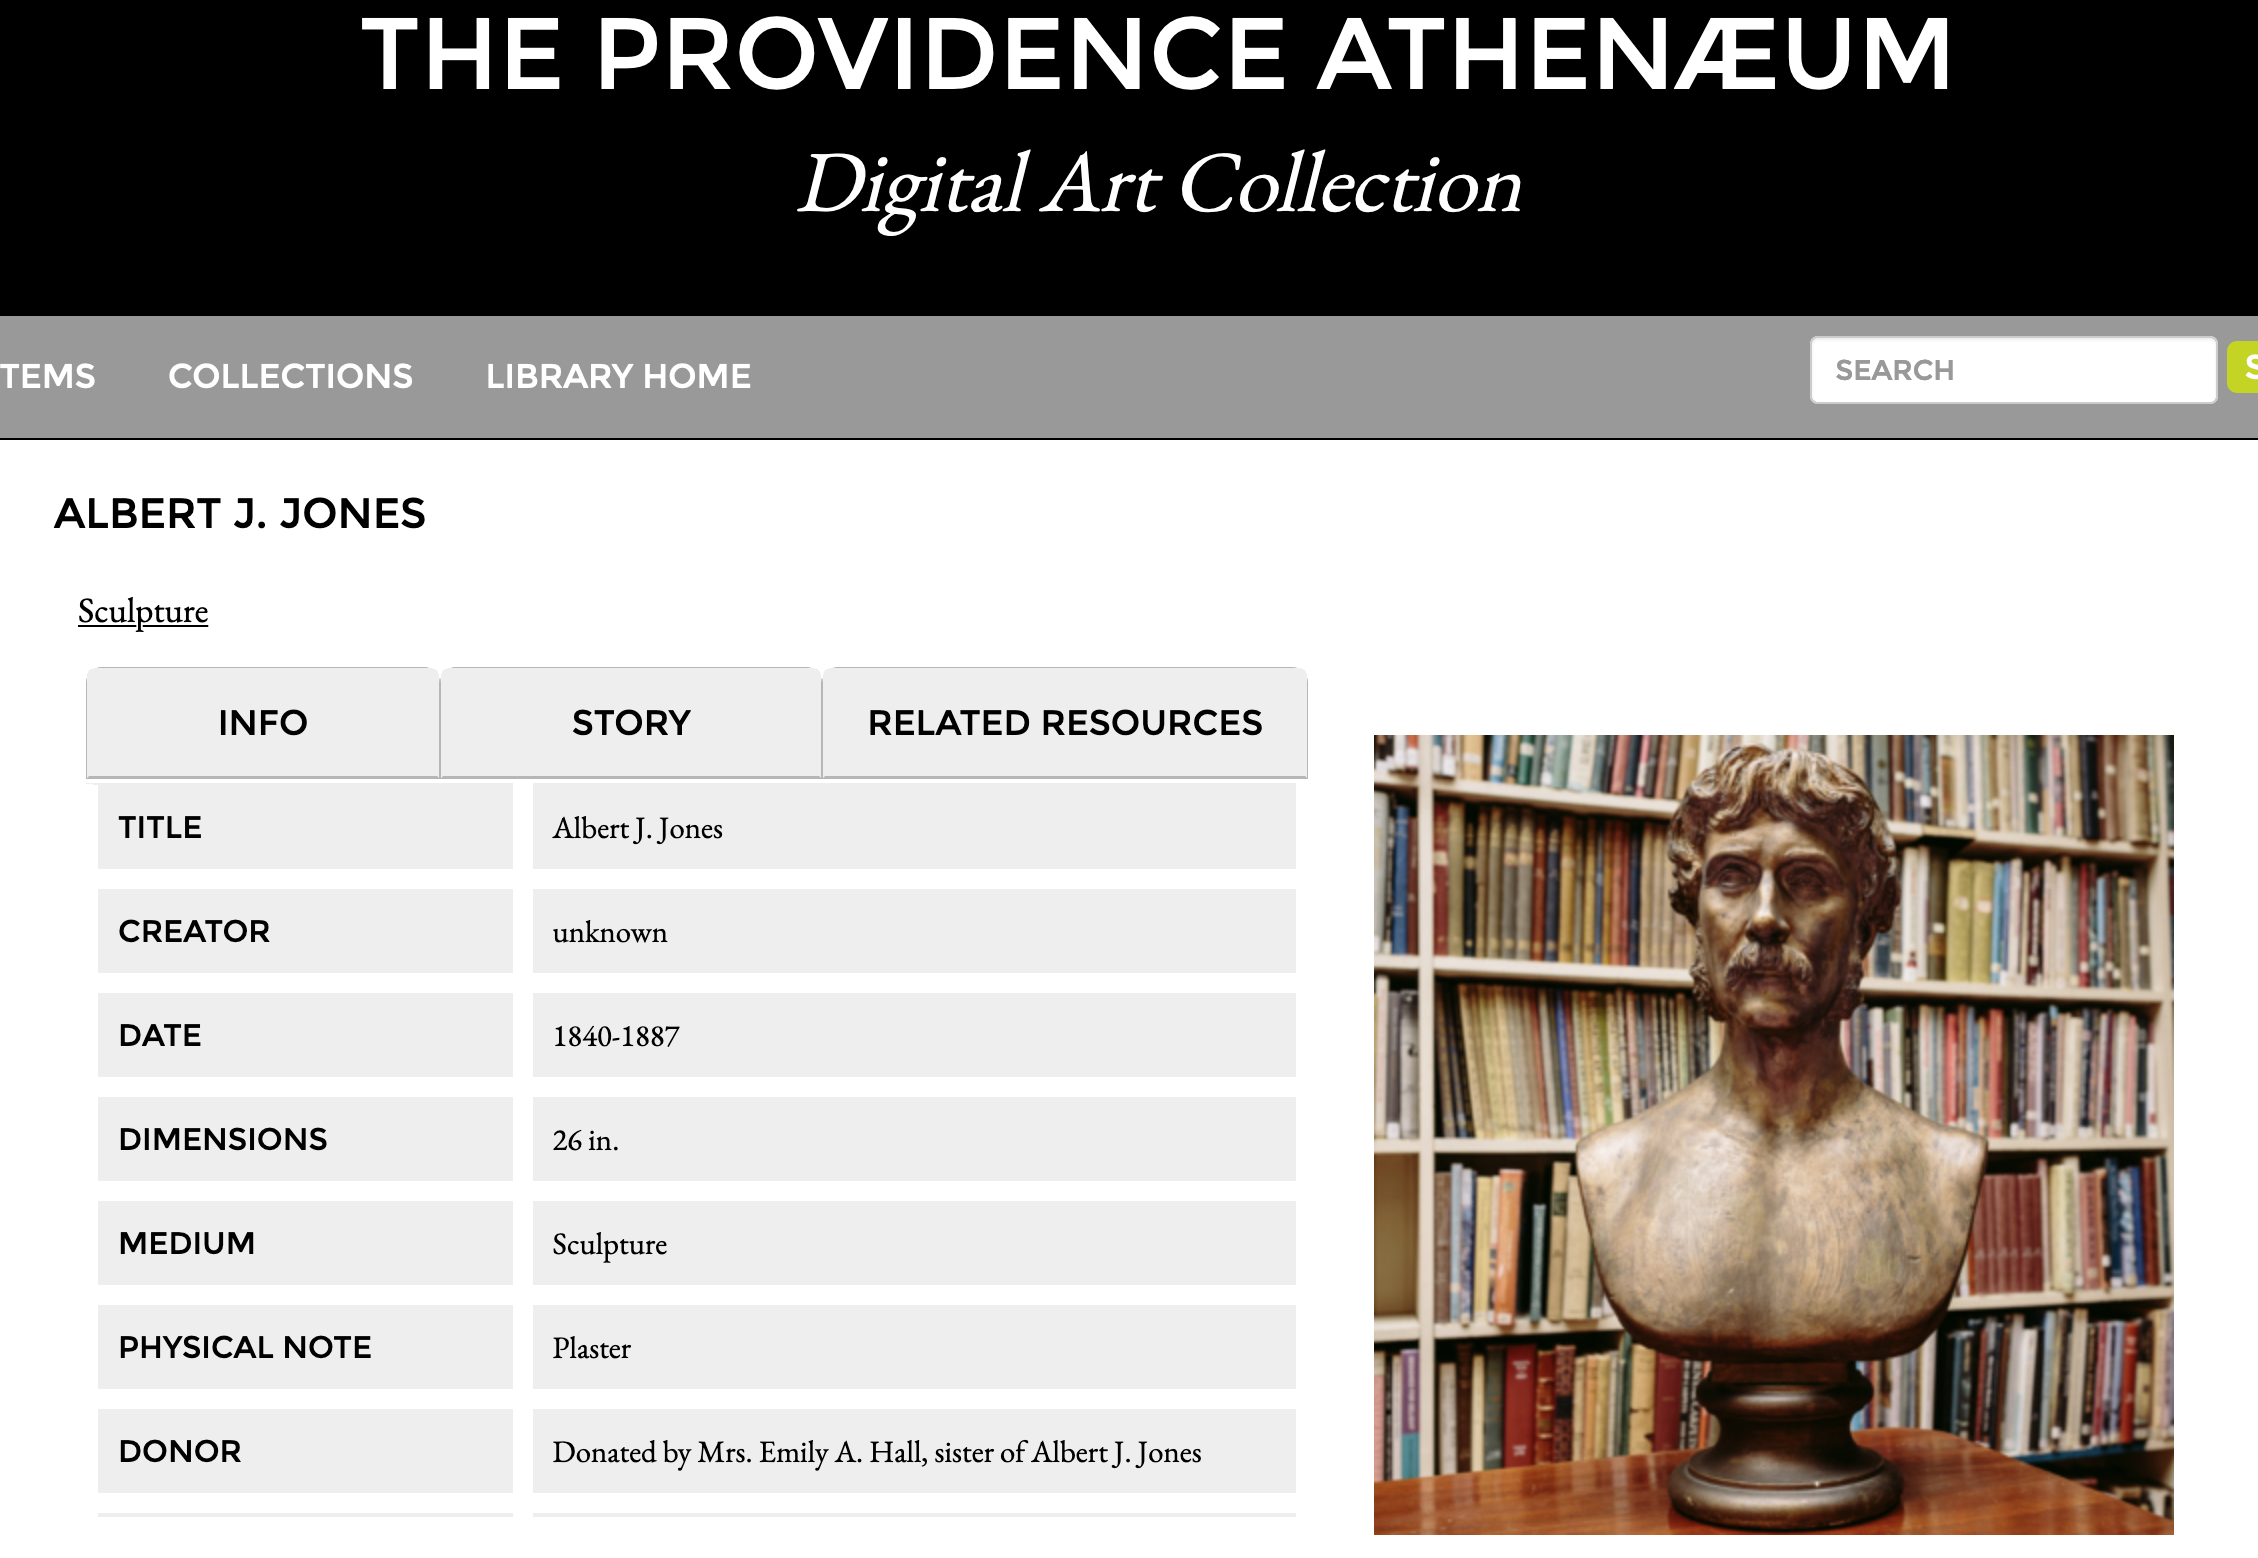 THE PROVIDENCE ATHENÆUM
Digital Art Collection
TEMS COLLECTIONS LIBRARY HOME SEARCH S
ALBERT J. JONES
Sculpture
INFO STORY RELATED RESOURCES
TITLE Albert J. Jones
CREATOR unknown
DATE 1840-1887
DIMENSIONS 26 in.
MEDIUM Sculpture
PHYSICAL NOTE Plaster
DONOR Donated by Mrs. Emily A. Hall, sister of Albert J. Jones